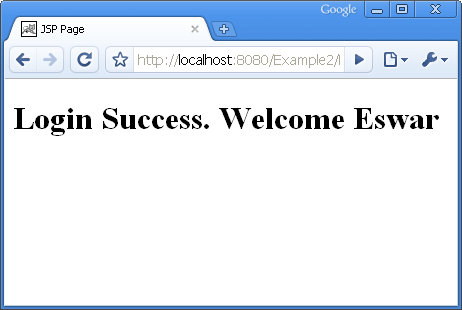 Google
JSP Page
http://localhost:8080/Example2/
Login Success. Welcome Eswar